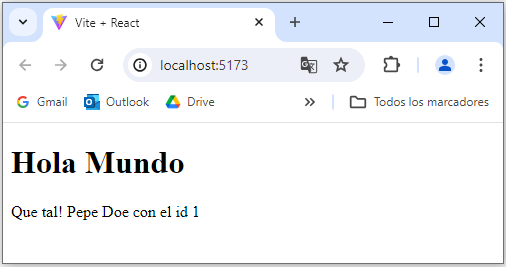 Vite + React
localhost:5173
Gmail Outlook Drive Todos los marcadores
Hola Mundo
Que tal! Pepe Doe con el id 1